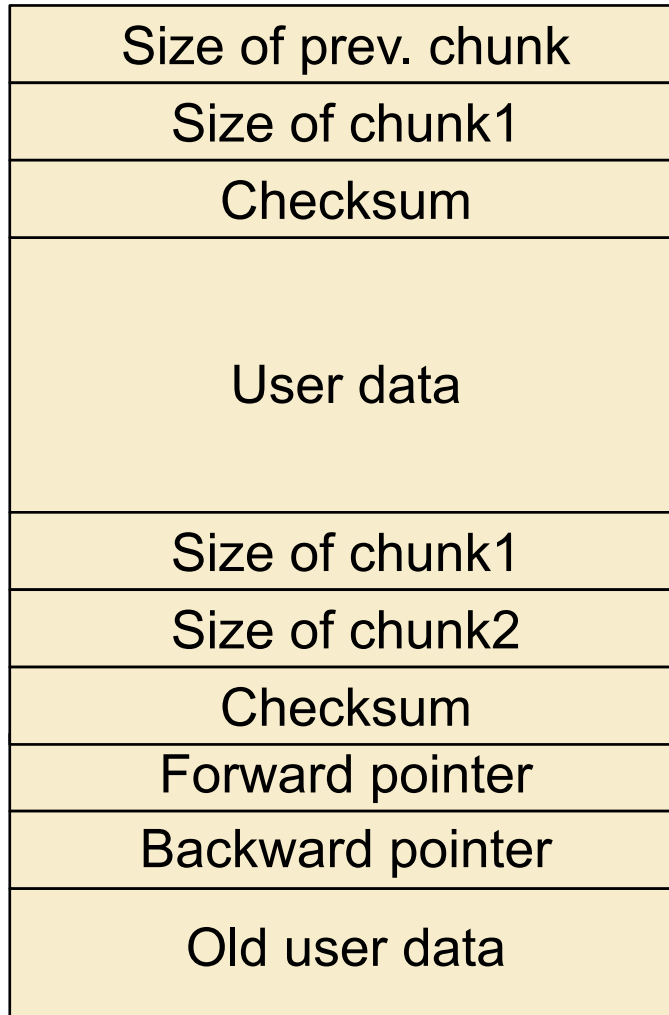 Size of prev. chunk
Size of chunk1
Checksum
User data
Size of chunk1
Size of chunk2
Checksum
Forward pointer
Backward pointer
Old user data